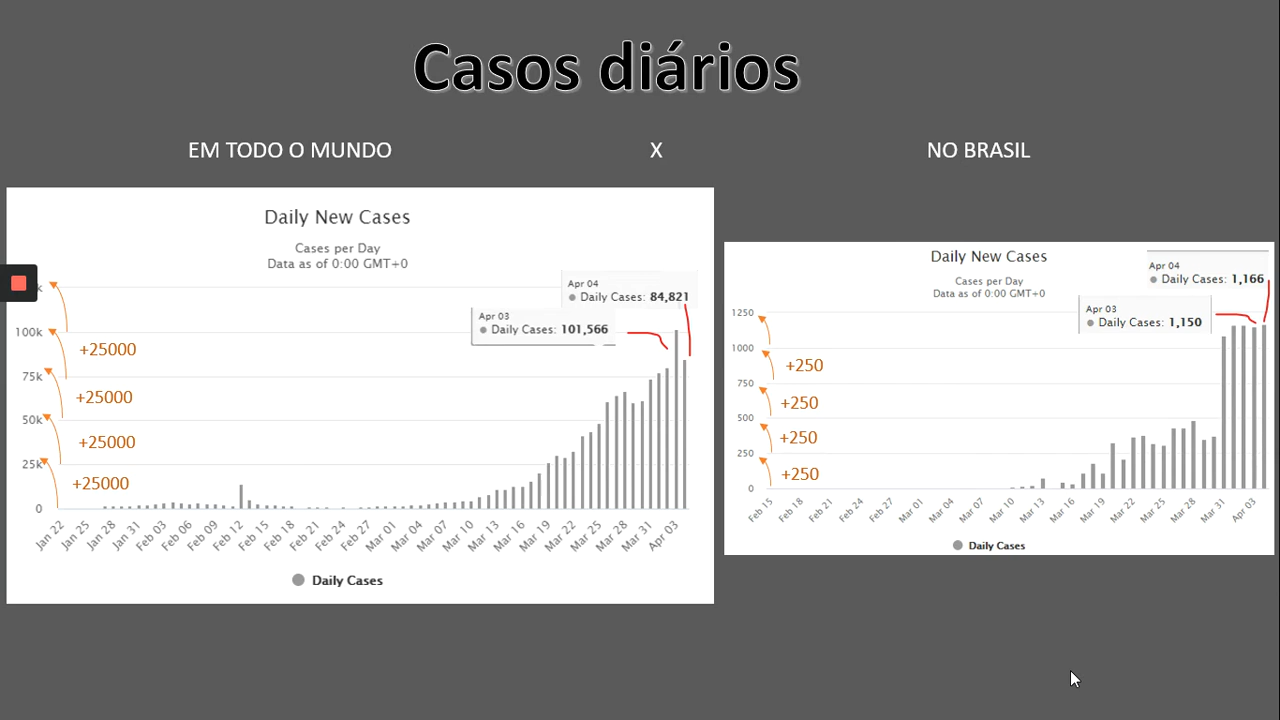 Casos diários
EM TODO O MUNDO
X
NO BRASIL
Daily New Cases
Cases per Day
Data as of 0:00 GMT+0
Apr 04
Daily Cases: 84,821
Apr 03
Daily Cases: 101,566
k
100k
75k
50k
25k
0
+25000
+25000
+25000
+25000
Jan 22
Jan 25
Jan 28
Jan 31
Feb 03
Feb 06
Feb 09
Feb 12
Feb 15
Feb 18
Feb 21
Feb 24
Feb 27
Mar 01
Mar 04
Mar 07
Mar 10
Mar 13
Mar 16
Mar 19
Mar 22
Mar 25
Mar 28
Mar 31
Apr 03
Daily Cases
Daily New Cases
Cases per Day
Data as of 0:00 GMT+0
Apr 04
Daily Cases: 1,166
Apr 03
Daily Cases: 1,150
1250
1000
750
500
250
0
+250
+250
+250
+250
Feb 15
Feb 18
Feb 21
Feb 24
Feb 27
Mar 01
Mar 04
Mar 07
Mar 10
Mar 13
Mar 16
Mar 19
Mar 22
Mar 25
Mar 28
Mar 31
Apr 03
Daily Cases